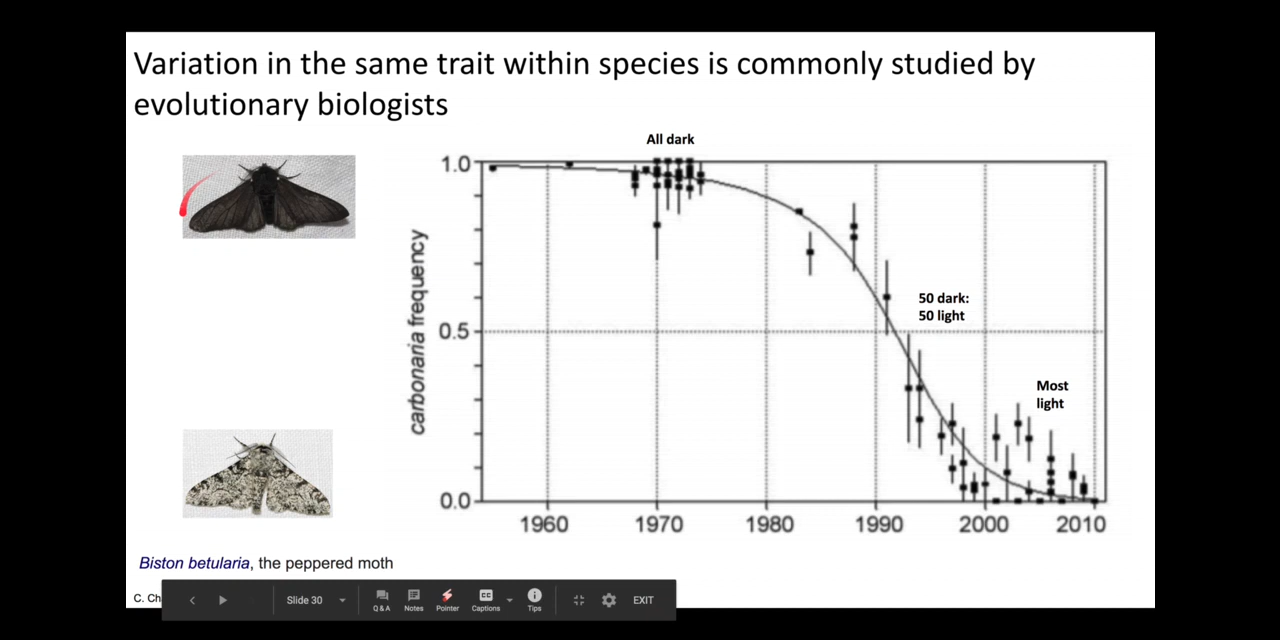 Variation in the same trait within species is commonly studied by
evolutionary biologists
All dark
1.0
0.5
0.0
carbonaria frequency
50 dark:
50 light
Most
light
1960 1970 1980 1990 2000 2010
Biston betularia, the peppered moth
C. Ch
Slide 30
Q & A Notes Pointer Captions Tips
EXIT